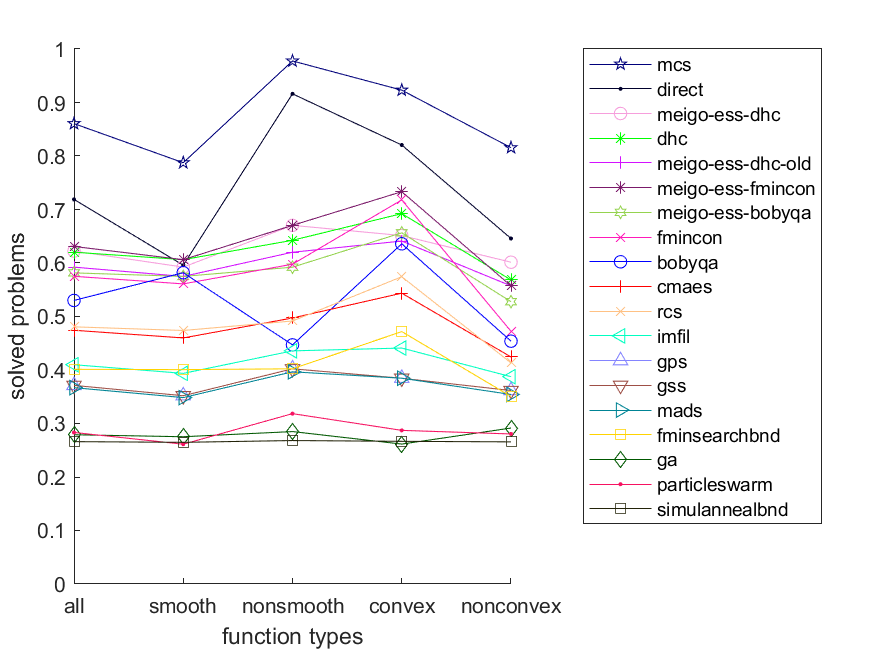 1
0.9
0.8
0.7
0.6
0.5
0.4
0.3
0.2
0.1
0
solved problems
all smooth nonsmooth convex nonconvex
function types
mcs
direct
meigo-ess-dhc
dhc
meigo-ess-dhc-old
meigo-ess-fmincon
meigo-ess-bobyqa
fmincon
bobyqa
cmaes
rcs
imfil
gps
gss
mads
fminsearchbnd
ga
particleswarm
simulannealbnd